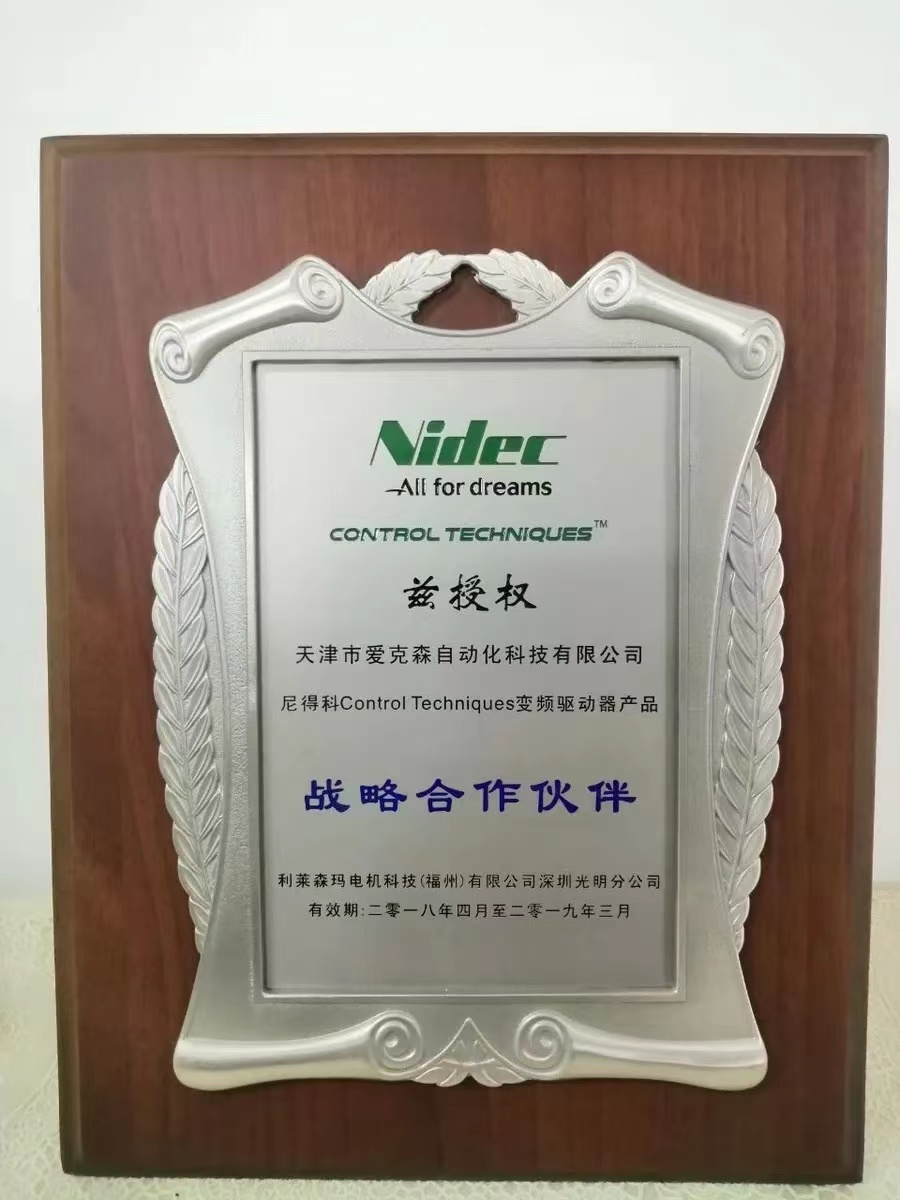 Nidec
All for dreams
CONTROL TECHNIQUES™
兹授权
天津市爱克森自动化科技有限公司
尼得科Control Techniques变频驱动器产品
战略合作伙伴
利莱森玛电机科技(福州)有限公司深圳光明分公司
有效期:二零一八年四月至二零一九年三月